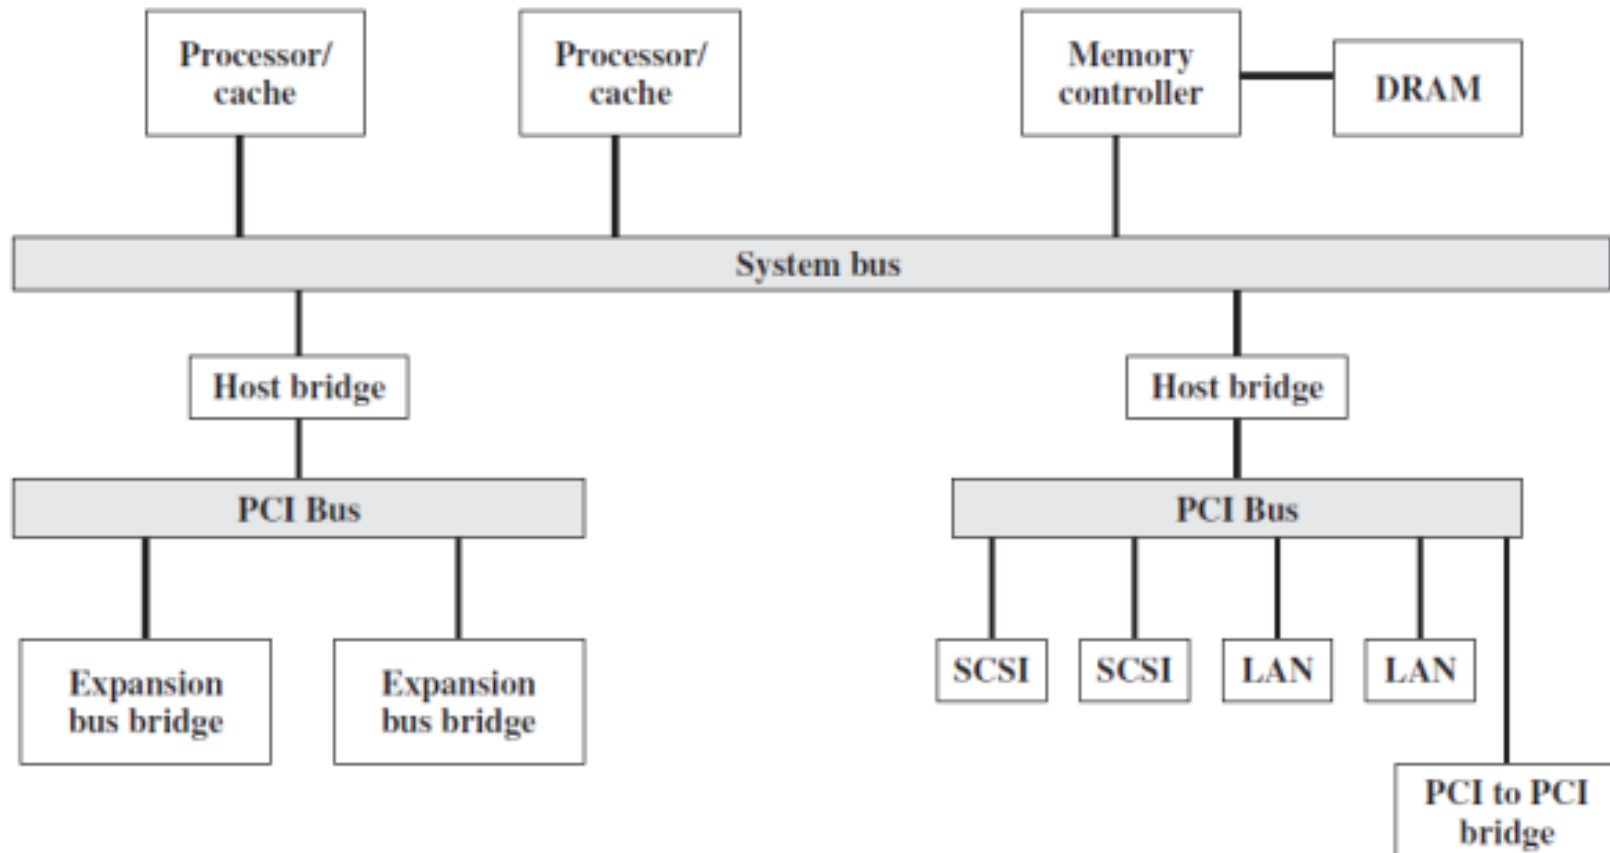 Processor/
cache
Processor/
cache
Memory
controller
DRAM
System bus
Host bridge
Host bridge
PCI Bus
PCI Bus
Expansion
bus bridge
Expansion
bus bridge
SCSI
SCSI
LAN
LAN
PCI to PCI
bridge